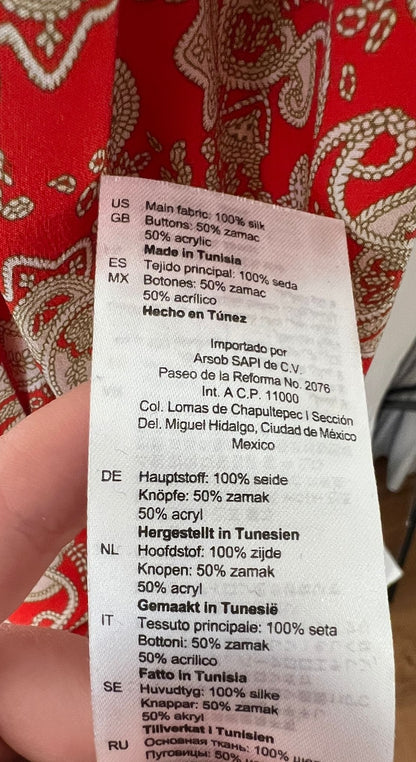 US Main fabric: 100% silk
GB Buttons: 50% zamac
50% acrylic
Made in Tunisia
ES Tejido principal: 100% seda
MX Botones: 50% zamac
50% acrílico
Hecho en Túnez
Importado por
Arsob SAPI de C.V.
Paseo de la Reforma No. 2076
Int. A C.P. 11000
Col. Lomas de Chapultepec I Sección
Del. Miguel Hidalgo, Ciudad de México
Mexico
DE Hauptstoff: 100% seide
Knöpfe: 50% zamak
50% acryl
Hergestellt in Tunesien
NL Hoofdstof: 100% zijde
Knopen: 50% zamak
50% acryl
Gemaakt in Tunesië
IT Tessuto principale: 100% seta
Bottoni: 50% zamak
50% acrilico
Fatto in Tunisia
SE Huvudtyg: 100% silke
Knappar: 50% zamak
50% akryl
Tillverkat i Tunisien
RU Основная ткань: 100%
Пуговицы: 50%